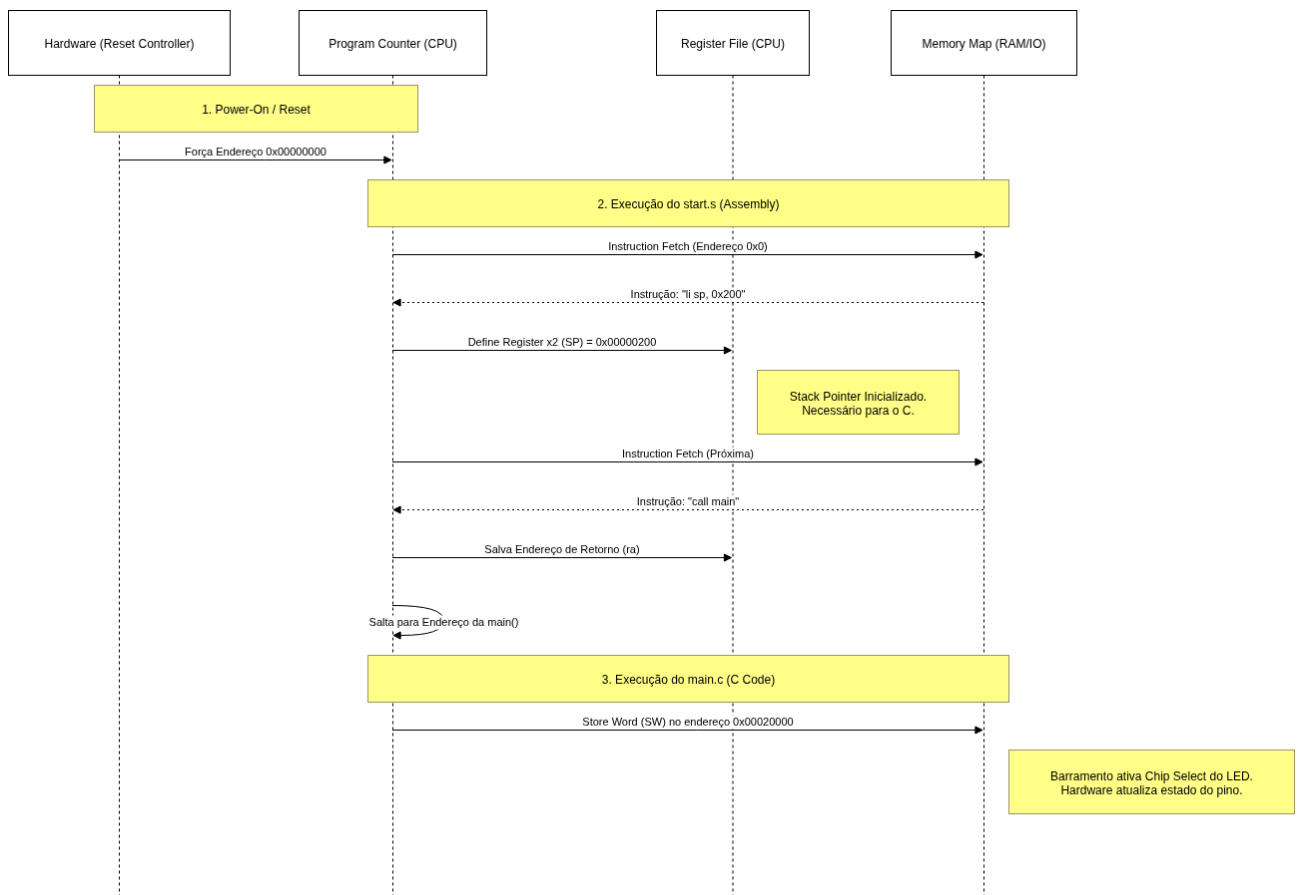 Hardware (Reset Controller)
Program Counter (CPU)
Register File (CPU)
Memory Map (RAM/IO)
1. Power-On / Reset
Força Endereço 0x00000000
2. Execução do start.s (Assembly)
Instruction Fetch (Endereço 0x0)
Instrução: "li sp, 0x200"
Define Register x2 (SP) = 0x00000200
Stack Pointer Inicializado.
Necessário para o C.
Instruction Fetch (Próxima)
Instrução: "call main"
Salva Endereço de Retorno (ra)
Salta para Endereço da main()
3. Execução do main.c (C Code)
Store Word (SW) no endereço 0x00020000
Barramento ativa Chip Select do LED.
Hardware atualiza estado do pino.